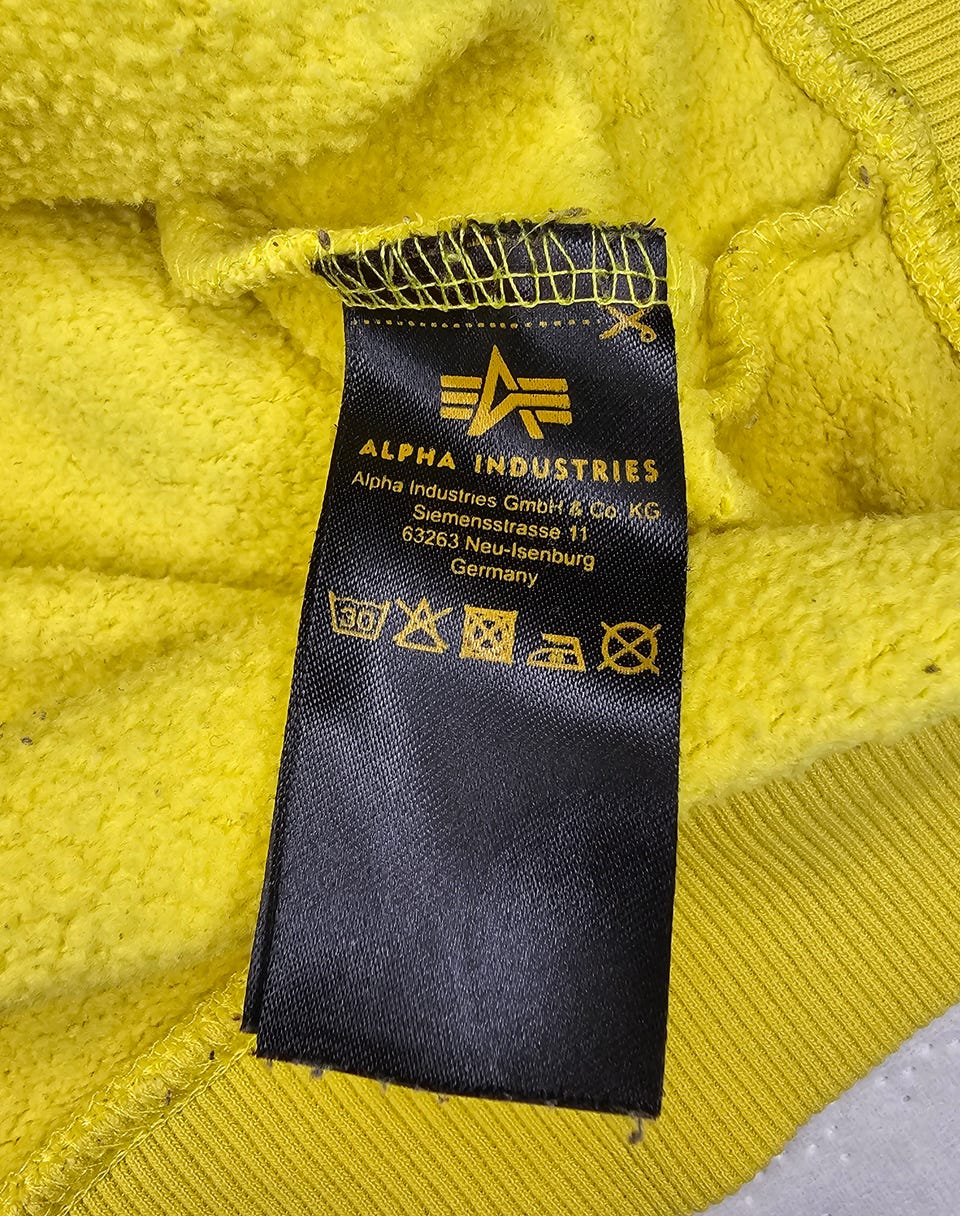 ALPHA INDUSTRIES
Alpha Industries GmbH & Co. KG
Siemensstrasse 11
63263 Neu-Isenburg
Germany
30